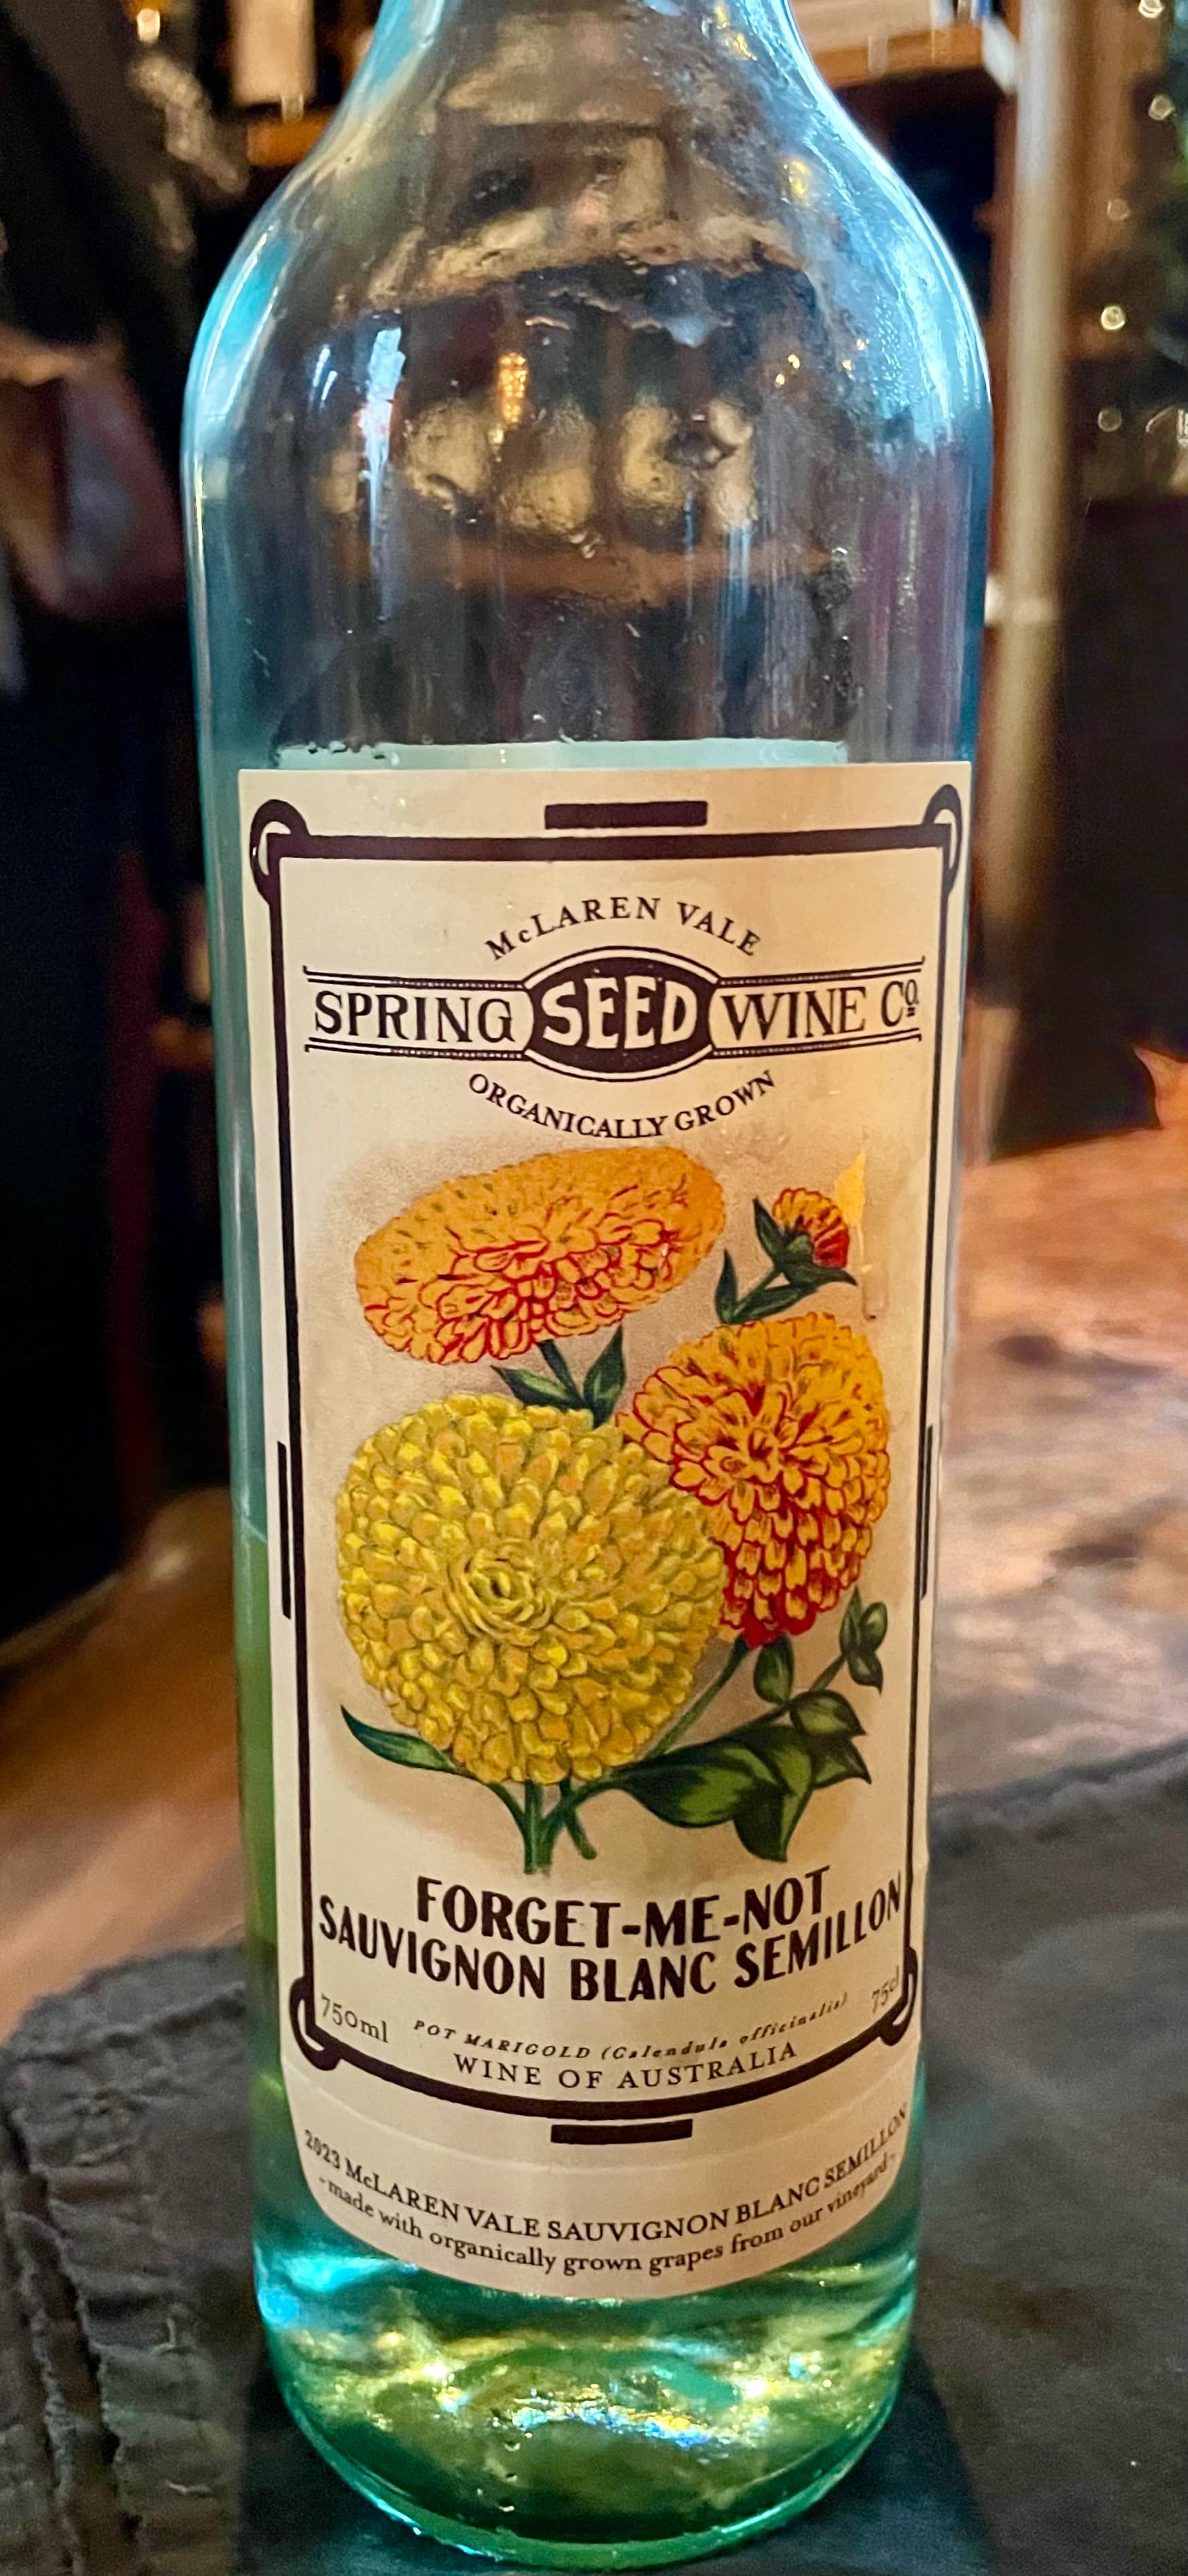 McLAREN VALE
SPRING SEED WINE Co.
ORGANICALLY GROWN
FORGET-ME-NOT
SAUVIGNON BLANC SEMILLON
750ml POT MARIGOLD (Calendula officinalis) 75cl
WINE OF AUSTRALIA
2023 McLAREN VALE SAUVIGNON BLANC SEMILLON
- made with organically grown grapes from our vineyard -